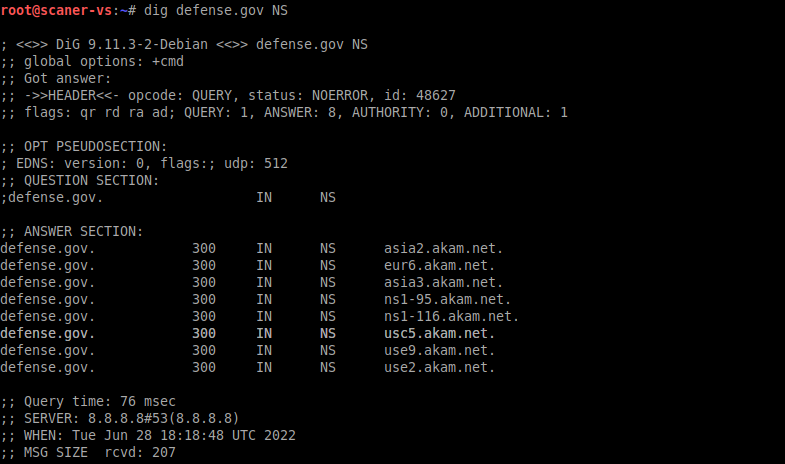 root@scaner-vs:~# dig defense.gov NS
; <<>> DiG 9.11.3-2-Debian <<>> defense.gov NS
;; global options: +cmd
;; Got answer:
;; ->>HEADER<<- opcode: QUERY, status: NOERROR, id: 48627
;; flags: qr rd ra ad; QUERY: 1, ANSWER: 8, AUTHORITY: 0, ADDITIONAL: 1
;; OPT PSEUDOSECTION:
; EDNS: version: 0, flags:; udp: 512
;; QUESTION SECTION:
;defense.gov. IN NS
;; ANSWER SECTION:
defense.gov. 300 IN NS asia2.akam.net.
defense.gov. 300 IN NS eur6.akam.net.
defense.gov. 300 IN NS asia3.akam.net.
defense.gov. 300 IN NS ns1-95.akam.net.
defense.gov. 300 IN NS ns1-116.akam.net.
defense.gov. 300 IN NS usc5.akam.net.
defense.gov. 300 IN NS use9.akam.net.
defense.gov. 300 IN NS use2.akam.net.
;; Query time: 76 msec
;; SERVER: 8.8.8.8#53(8.8.8.8)
;; WHEN: Tue Jun 28 18:18:48 UTC 2022
;; MSG SIZE rcvd: 207